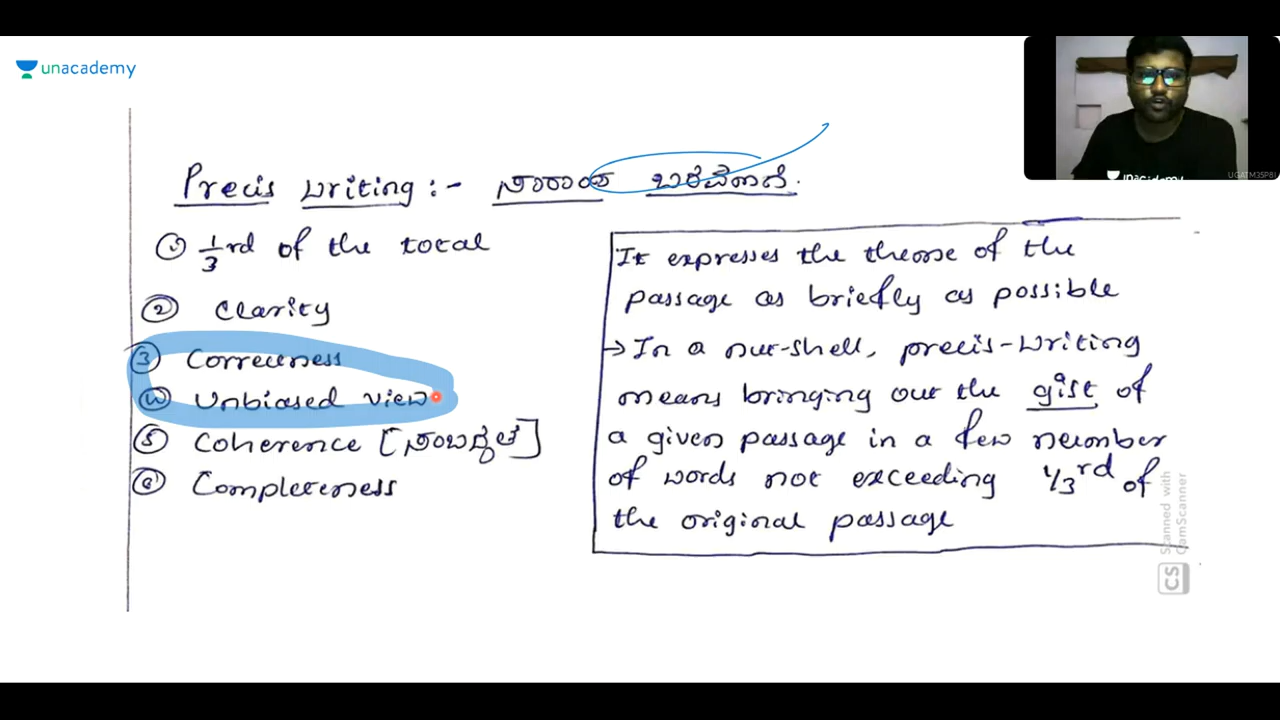 unacademy
Precis Writing :- ಸಾರಾಂಶ ಬರವಣಿಗೆ.
① 1/3rd of the total
② Clarity
③ Correctness
④ Unbiased view
⑤ Coherence [ಸಂಬದ್ಧತೆ]
⑥ Completeness
It expresses the theme of the
passage as briefly as possible
→ In a nut-shell, precis-writing
means bringing out the gist of
a given passage in a few number
of words not exceeding 1/3rd of
the original passage
unacademy
UGATM3SP8I
CS Scanned with CamScanner